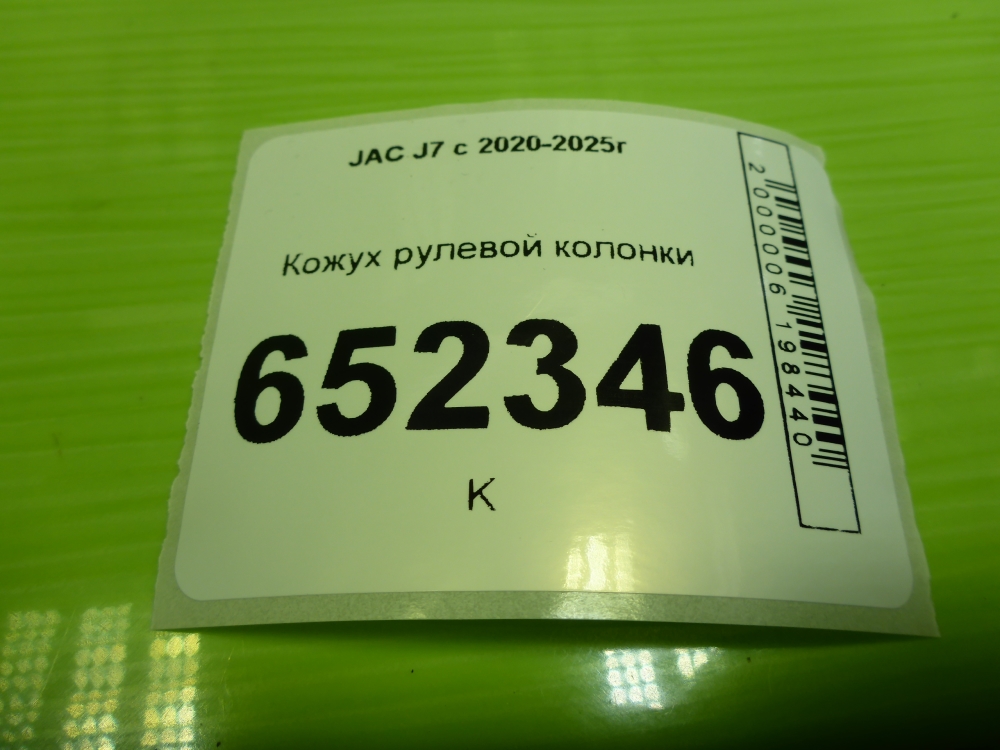 JAC J7 с 2020-2025г
Кожух рулевой колонки
652346
К
2000006198440